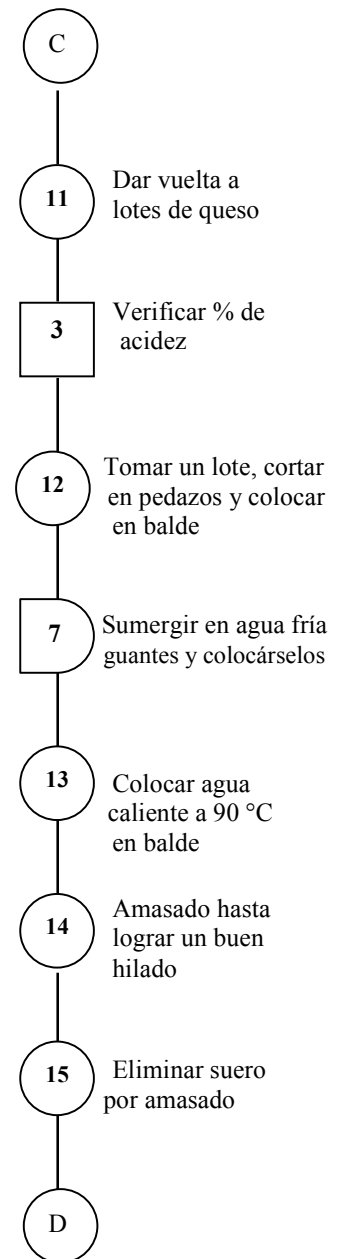 C
11
Dar vuelta a
lotes de queso
3
Verificar % de
acidez
12
Tomar un lote, cortar
en pedazos y colocar
en balde
7
Sumergir en agua fría
guantes y colocárselos
13
Colocar agua
caliente a 90 °C
en balde
14
Amasado hasta
lograr un buen
hilado
15
Eliminar suero
por amasado
D